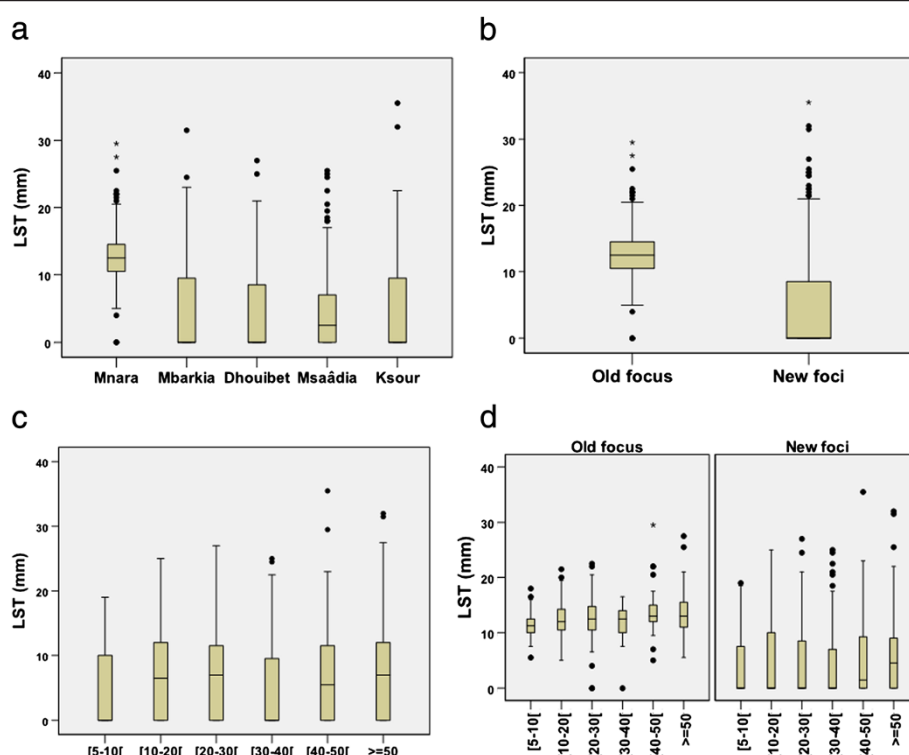 a
40
30
20
10
0
LST (mm)
Mnara Mbarkia Dhouibet Msaâdia Ksour
b
40
30
20
10
0
LST (mm)
Old focus New foci
c
40
30
20
10
0
LST (mm)
[5-10[ [10-20[ [20-30[ [30-40[ [40-50[ >=50
d
Old focus New foci
40
30
20
10
0
LST (mm)
[5-10[ 10-20[ 20-30[ 30-40[ 40-50[ >=50 [5-10[ 10-20[ 20-30[ 30-40[ 40-50[ >=50